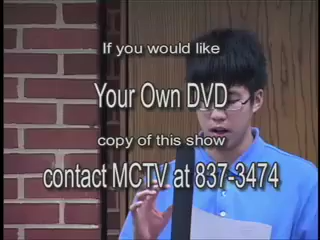 If you would like
Your Own DVD
copy of this show
contact MCTV at 837-3474